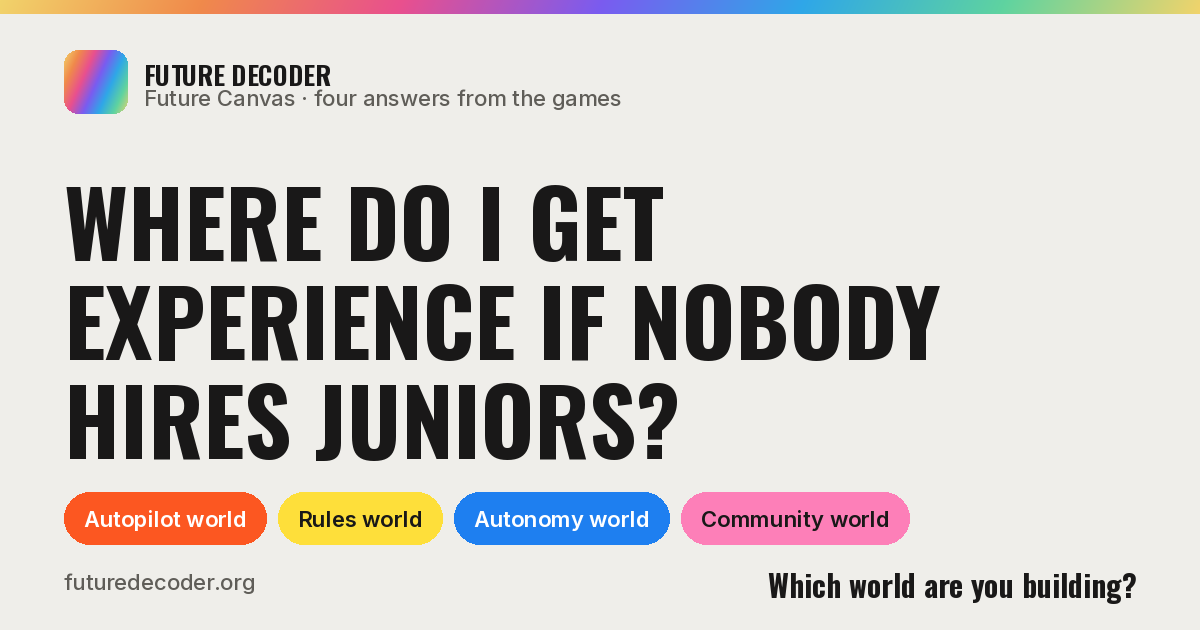 FUTURE DECODER
Future Canvas · four answers from the games
WHERE DO I GET
EXPERIENCE IF NOBODY
HIRES JUNIORS?
Autopilot world
Rules world
Autonomy world
Community world
futuredecoder.org
Which world are you building?